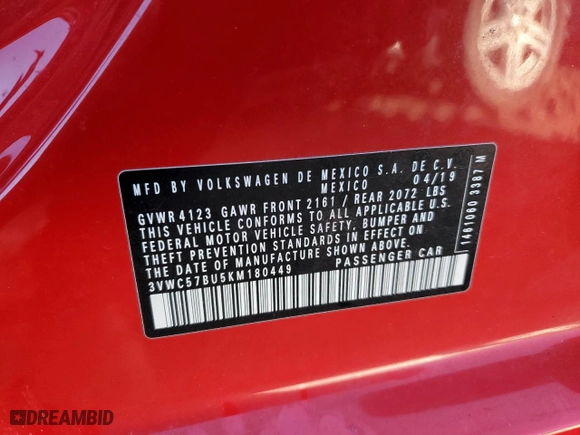 MFD BY VOLKSWAGEN DE MEXICO S.A. DE C.V.
MEXICO 04/19
GVWR 4123 GAWR FRONT 2161 / REAR 2072 LBS
THIS VEHICLE CONFORMS TO ALL APPLICABLE U.S.
FEDERAL MOTOR VEHICLE SAFETY, BUMPER AND
THEFT PREVENTION STANDARDS IN EFFECT ON
THE DATE OF MANUFACTURE SHOWN ABOVE.
3VWC57BU5KM180449 PASSENGER CAR
1461060 3387 M
DREAMBID